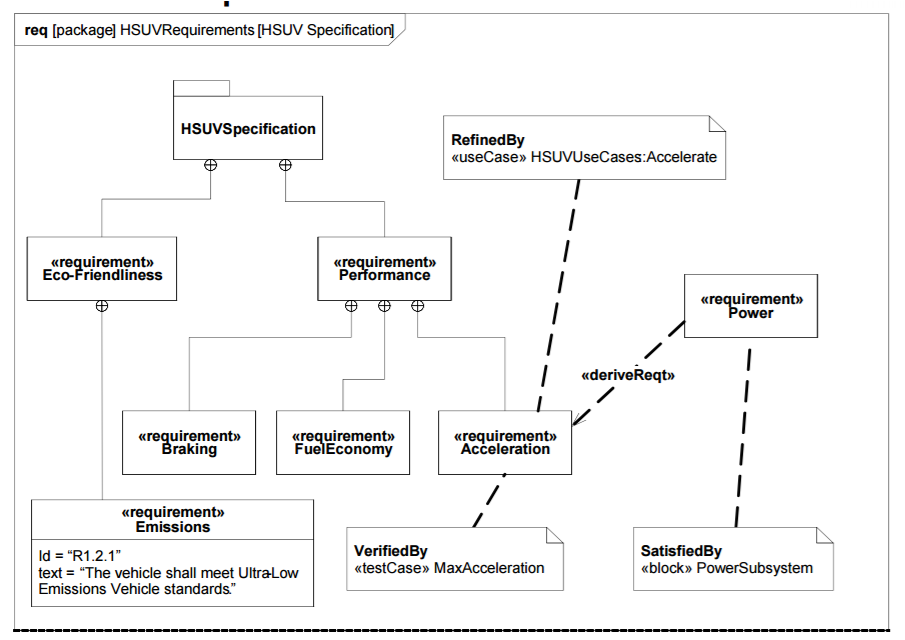 req [package] HSUVRequirements [HSUV Specification]
HSUVSpecification
RefinedBy
«useCase» HSUVUseCases:Accelerate
«requirement»
Eco-Friendliness
«requirement»
Performance
«requirement»
Power
«deriveReqt»
«requirement»
Braking
«requirement»
FuelEconomy
«requirement»
Acceleration
«requirement»
Emissions
Id = “R1.2.1”
text = “The vehicle shall meet Ultra-Low
Emissions Vehicle standards.”
VerifiedBy
«testCase» MaxAcceleration
SatisfiedBy
«block» PowerSubsystem